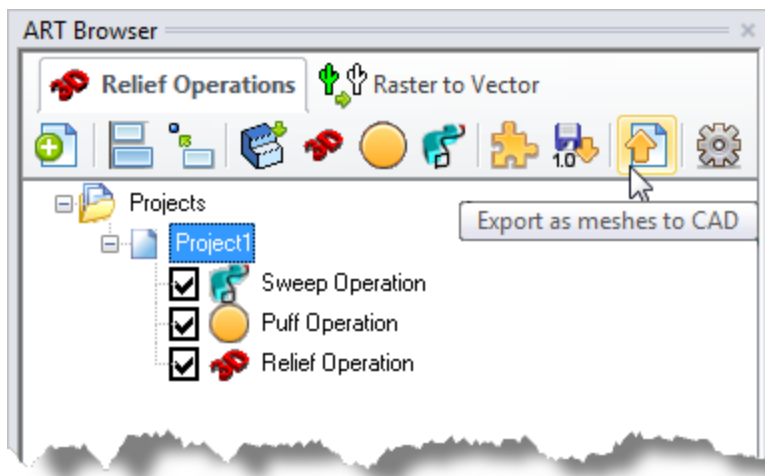 ART Browser
Relief Operations Raster to Vector
1.0
Projects
Export as meshes to CAD
Project1
Sweep Operation
Puff Operation
Relief Operation